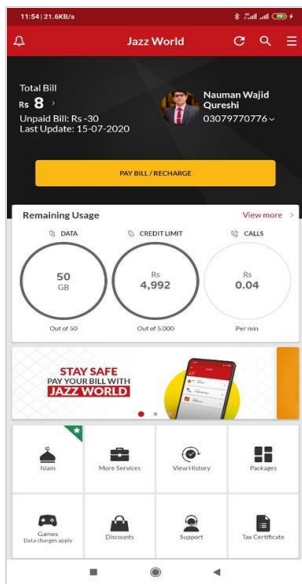 11:54 | 21.6KB/s
Jazz World
Total Bill
Rs 8
Unpaid Bill: Rs -30
Last Update: 15-07-2020
Nauman Wajid
Qureshi
03079770776
PAY BILL / RECHARGE
Remaining Usage
View more
DATA
CREDIT LIMIT
CALLS
50
GB
Rs
4,992
Rs
0.04
Out of 50
Out of 5,000
Per min
STAY SAFE
PAY YOUR BILL WITH
JAZZ WORLD
Islam
More Services
View History
Packages
Games
Data charges apply
Discounts
Support
Tax Certificate